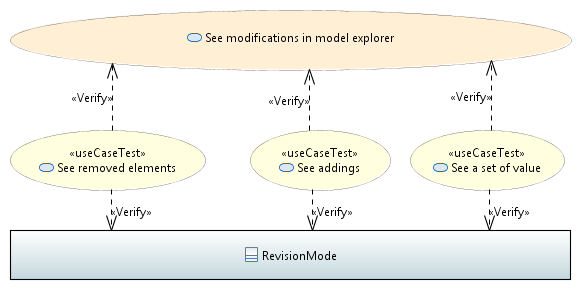 See modifications in model explorer
«Verify»
«Verify»
«Verify»
«useCaseTest»
See removed elements
«useCaseTest»
See addings
«useCaseTest»
See a set of value
«Verify»
«Verify»
«Verify»
RevisionMode